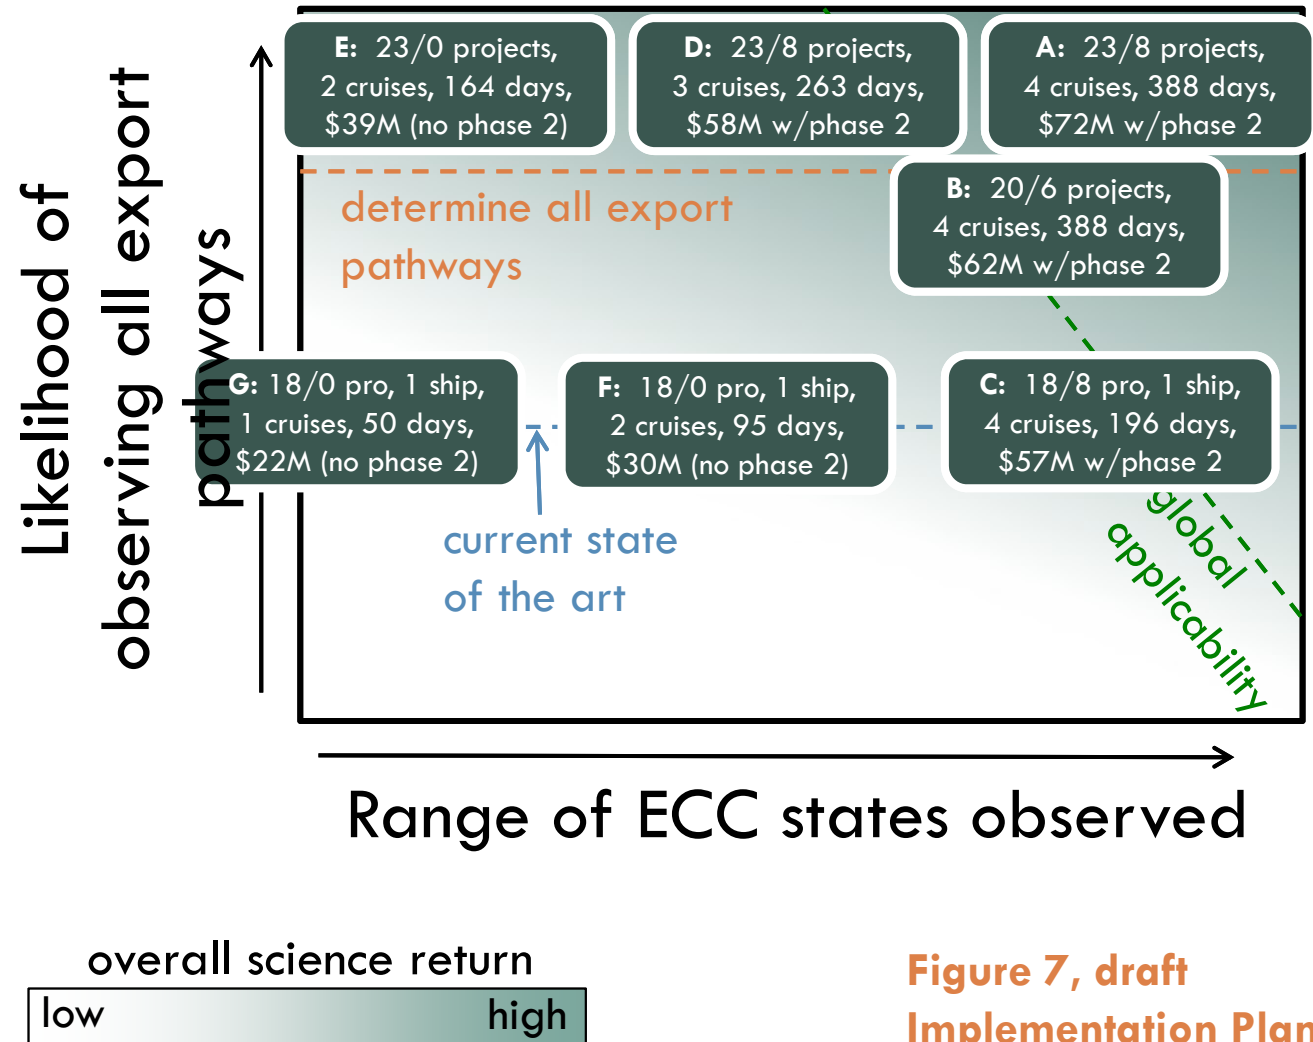 Likelihood of
observing all export
pathways
E: 23/0 projects,
2 cruises, 164 days,
$39M (no phase 2)
D: 23/8 projects,
3 cruises, 263 days,
$58M w/phase 2
A: 23/8 projects,
4 cruises, 388 days,
$72M w/phase 2
determine all export
pathways
B: 20/6 projects,
4 cruises, 388 days,
$62M w/phase 2
G: 18/0 pro, 1 ship,
1 cruises, 50 days,
$22M (no phase 2)
F: 18/0 pro, 1 ship,
2 cruises, 95 days,
$30M (no phase 2)
C: 18/8 pro, 1 ship,
4 cruises, 196 days,
$57M w/phase 2
current state
of the art
global
applicability
Range of ECC states observed
overall science return
low high
Figure 7, draft
Implementation Plan